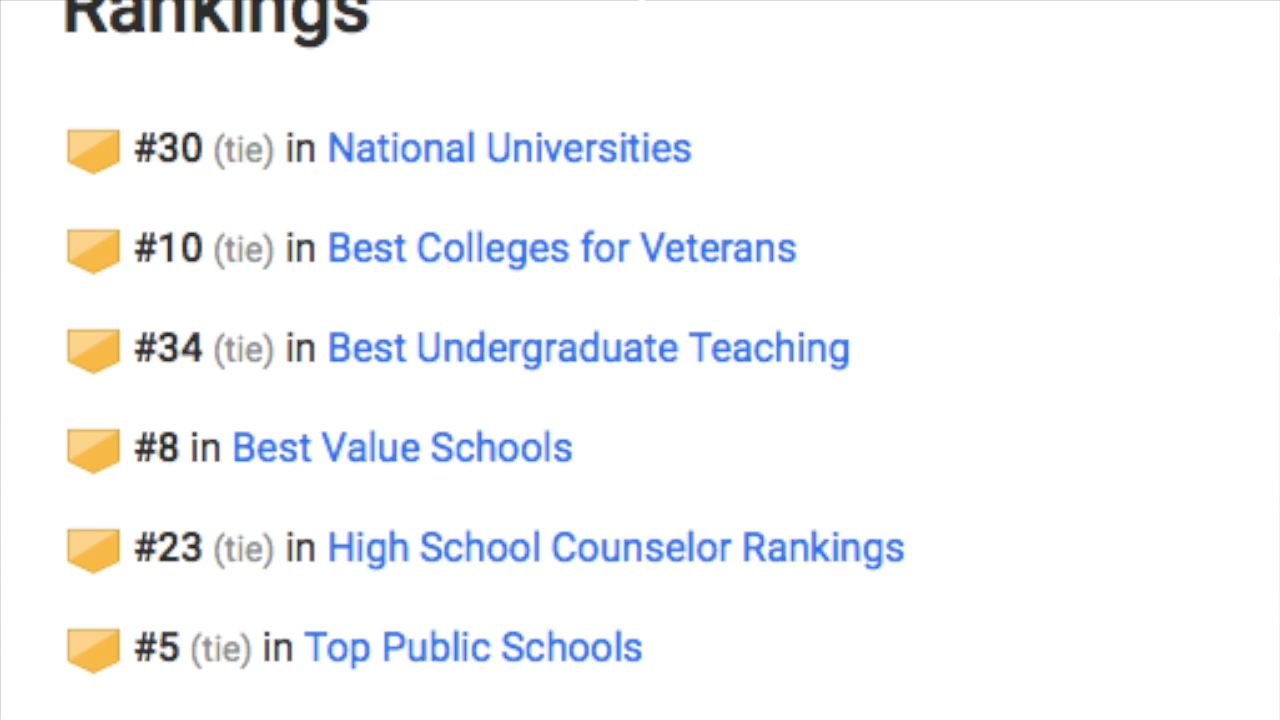 Rankings
#30 (tie) in National Universities
#10 (tie) in Best Colleges for Veterans
#34 (tie) in Best Undergraduate Teaching
#8 in Best Value Schools
#23 (tie) in High School Counselor Rankings
#5 (tie) in Top Public Schools